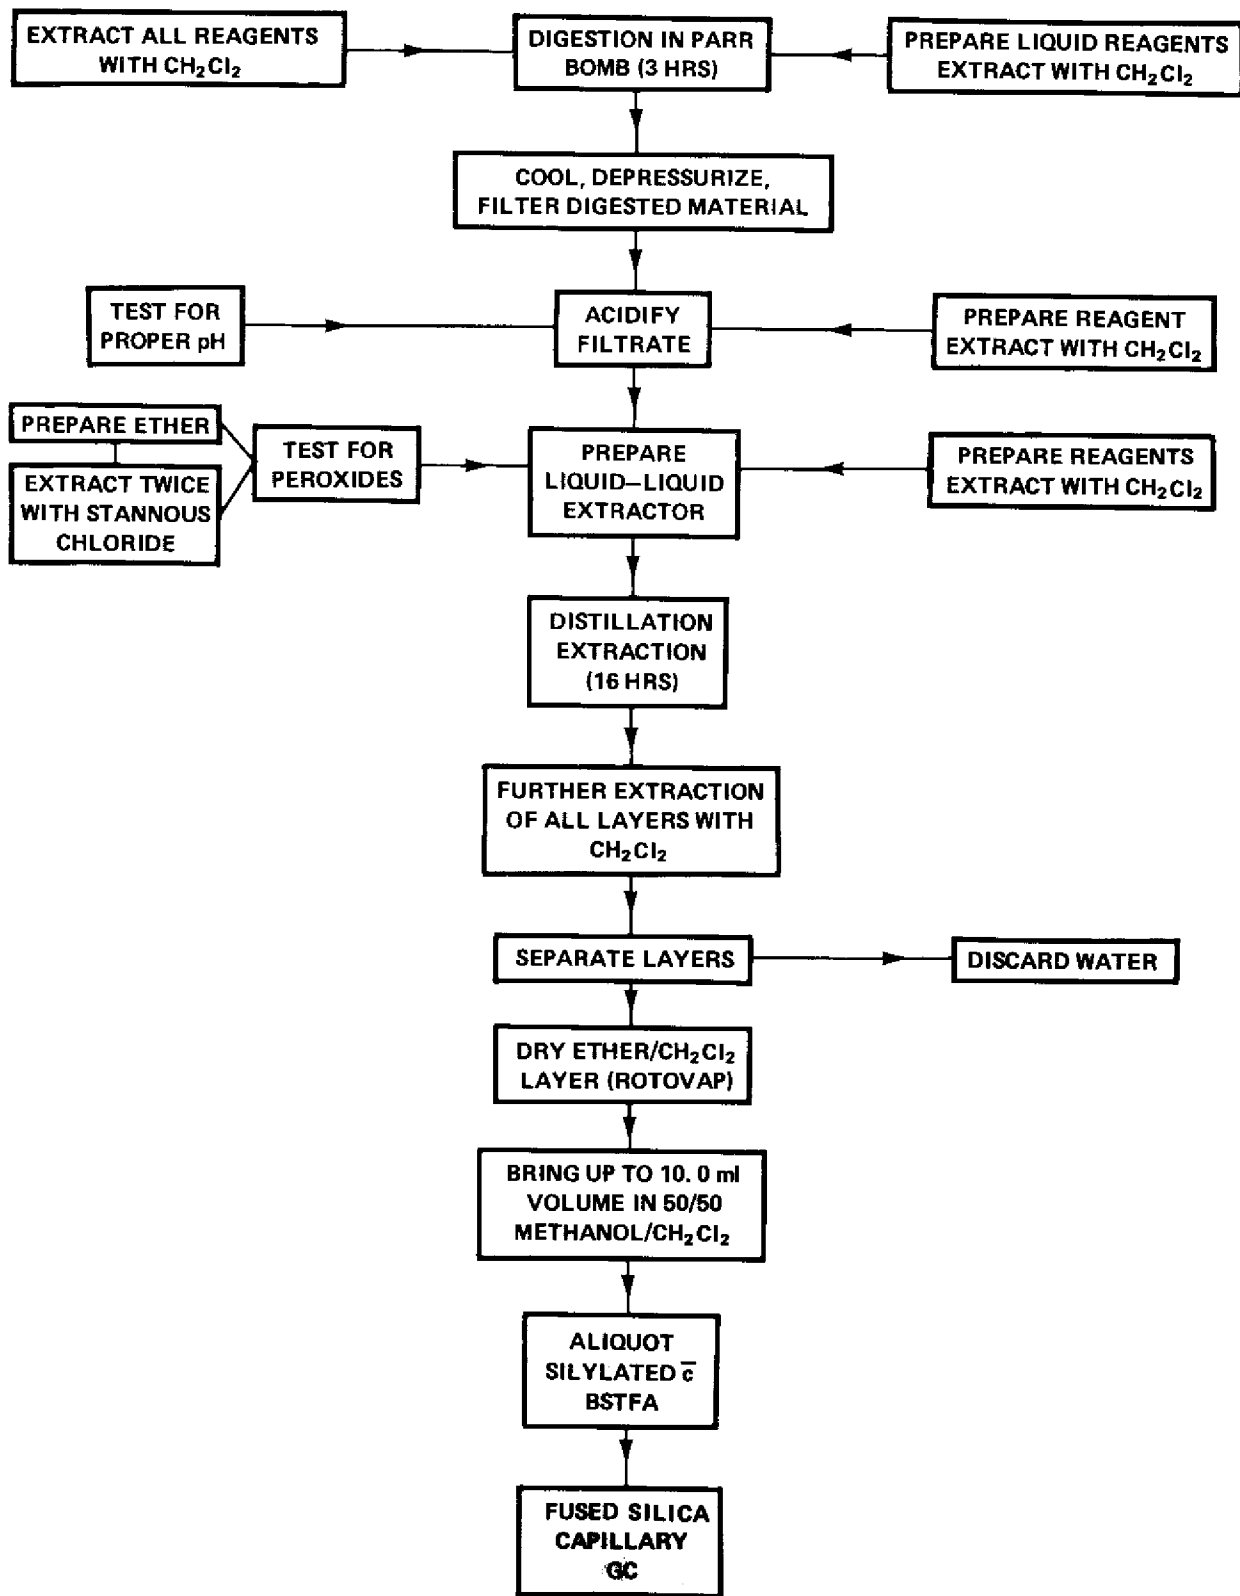 EXTRACT ALL REAGENTS
WITH CH₂Cl₂
DIGESTION IN PARR
BOMB (3 HRS)
PREPARE LIQUID REAGENTS
EXTRACT WITH CH₂Cl₂
COOL, DEPRESSURIZE,
FILTER DIGESTED MATERIAL
TEST FOR
PROPER pH
ACIDIFY
FILTRATE
PREPARE REAGENT
EXTRACT WITH CH₂Cl₂
PREPARE ETHER
EXTRACT TWICE
WITH STANNOUS
CHLORIDE
TEST FOR
PEROXIDES
PREPARE
LIQUID–LIQUID
EXTRACTOR
PREPARE REAGENTS
EXTRACT WITH CH₂Cl₂
DISTILLATION
EXTRACTION
(16 HRS)
FURTHER EXTRACTION
OF ALL LAYERS WITH
CH₂Cl₂
SEPARATE LAYERS
DISCARD WATER
DRY ETHER/CH₂Cl₂
LAYER (ROTOVAP)
BRING UP TO 10. 0 ml
VOLUME IN 50/50
METHANOL/CH₂Cl₂
ALIQUOT
SILYLATED c̅
BSTFA
FUSED SILICA
CAPILLARY
GC